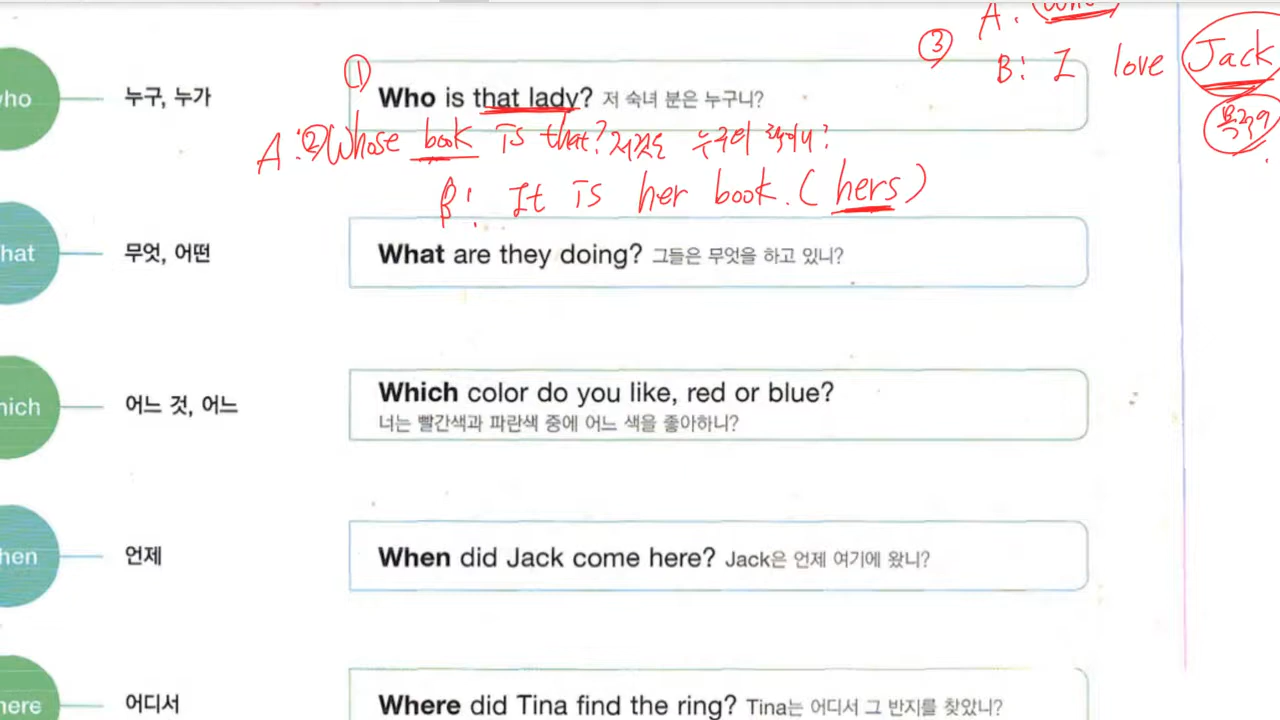 A: Who
③ B: I love Jack
목적어
who 누구, 누가 ① Who is that lady? 저 숙녀 분은 누구니?
A: ② Whose book is that? 저것은 누구의 책이니?
B: It is her book. (hers)
hat 무엇, 어떤 What are they doing? 그들은 무엇을 하고 있니?
hich 어느 것, 어느 Which color do you like, red or blue?
너는 빨간색과 파란색 중에 어느 색을 좋아하니?
hen 언제 When did Jack come here? Jack은 언제 여기에 왔니?
here 어디서 Where did Tina find the ring? Tina는 어디서 그 반지를 찾았니?